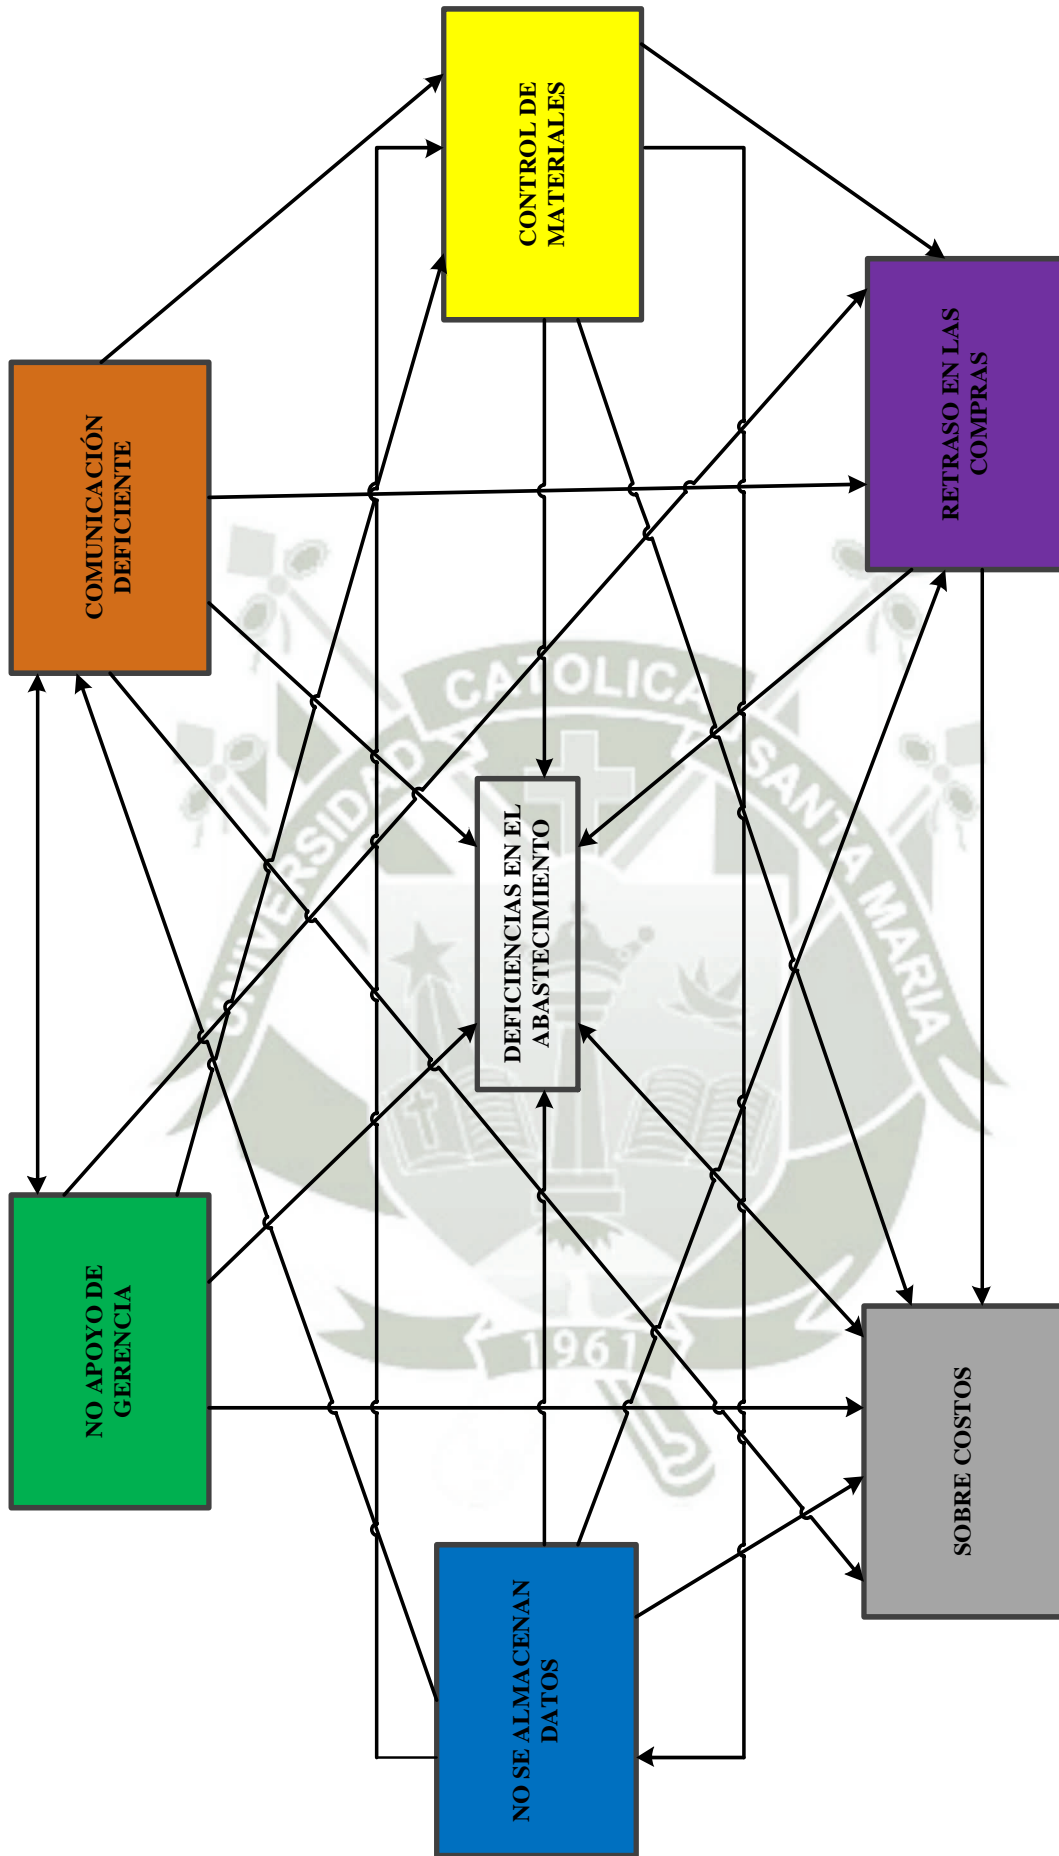 NO APOYO DE
GERENCIA
COMUNICACIÓN
DEFICIENTE
NO SE ALMACENAN
DATOS
DEFICIENCIAS EN EL
ABASTECIMIENTO
CONTROL DE
MATERIALES
SOBRE COSTOS
RETRASO EN LAS
COMPRAS
UNIVERSIDAD CATOLICA SANTA MARIA
1961